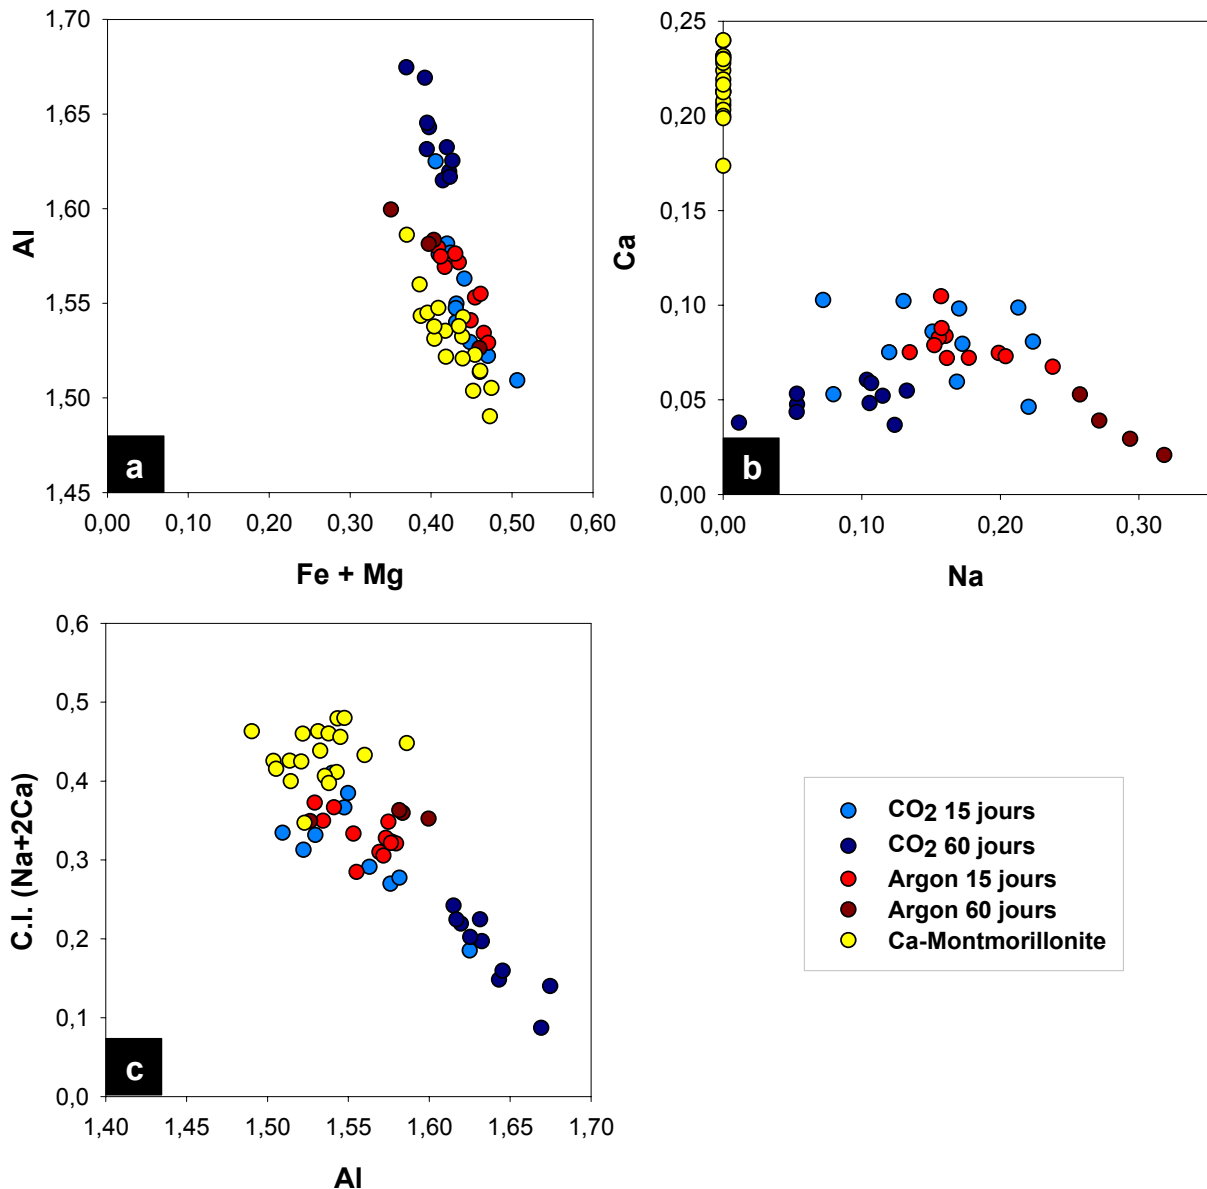 1,70
1,65
1,60
1,55
1,50
1,45
Al
a
0,00 0,10 0,20 0,30 0,40 0,50 0,60
Fe + Mg
0,25
0,20
0,15
0,10
0,05
0,00
Ca
b
0,00 0,10 0,20 0,30
Na
0,6
0,5
0,4
0,3
0,2
0,1
0,0
C.I. (Na+2Ca)
c
1,40 1,45 1,50 1,55 1,60 1,65 1,70
Al
CO2 15 jours
CO2 60 jours
Argon 15 jours
Argon 60 jours
Ca-Montmorillonite